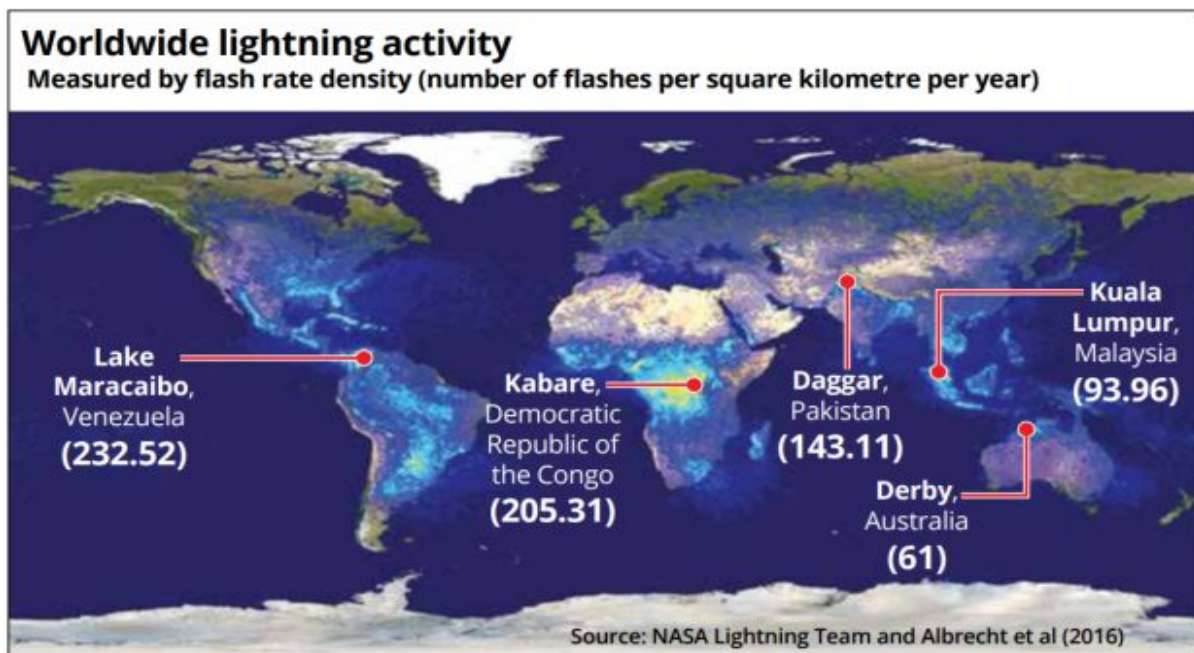 Worldwide lightning activity
Measured by flash rate density (number of flashes per square kilometre per year)
Lake
Maracaibo,
Venezuela
(232.52)
Kabare,
Democratic
Republic of
the Congo
(205.31)
Daggar,
Pakistan
(143.11)
Kuala
Lumpur,
Malaysia
(93.96)
Derby,
Australia
(61)
Source: NASA Lightning Team and Albrecht et al (2016)